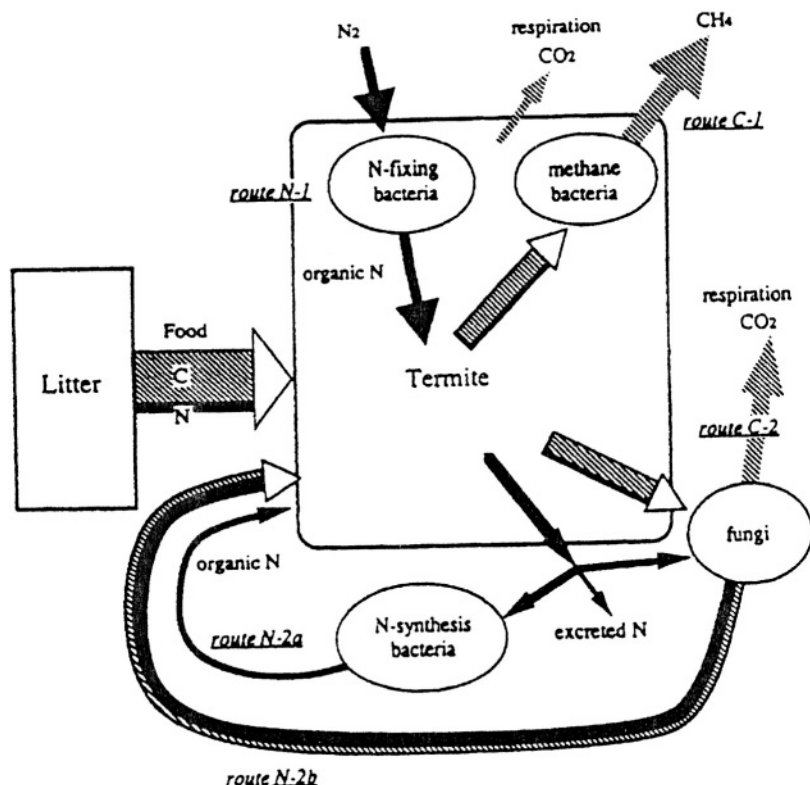 N2
respiration
CO2
CH4
route C-1
N-fixing
bacteria
methane
bacteria
route N-1
organic N
respiration
CO2
Food
Litter
C
N
Termite
route C-2
fungi
organic N
N-synthesis
bacteria
route N-2a
excreted N
route N-2b